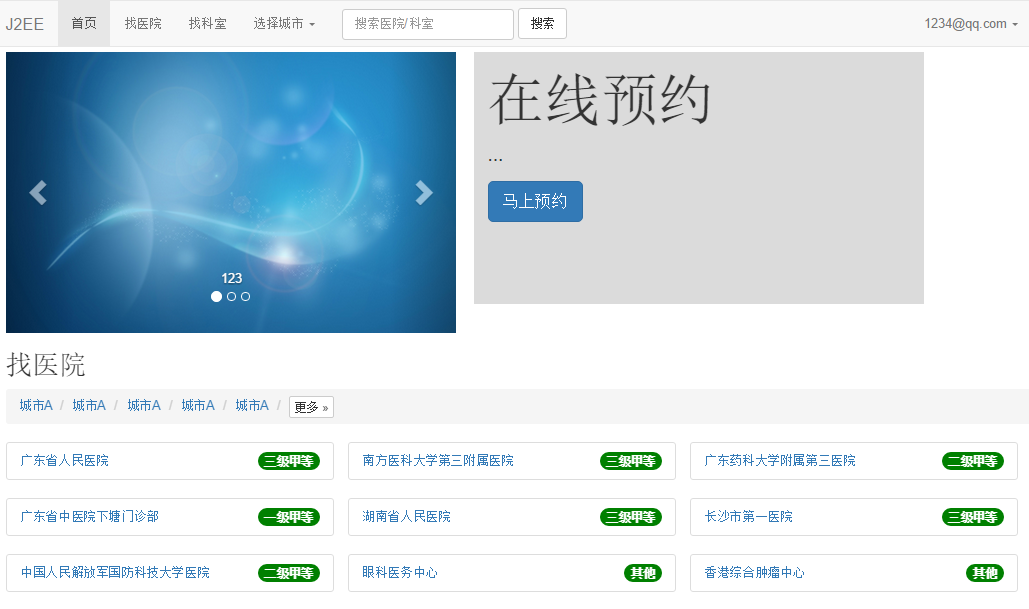 J2EE 首页 找医院 找科室 选择城市 搜索医院/科室 搜索 1234@qq.com
在线预约
...
马上预约
123
找医院
城市A / 城市A / 城市A / 城市A / 城市A / 更多 »
广东省人民医院 三级甲等 南方医科大学第三附属医院 三级甲等 广东药科大学附属第三医院 二级甲等
广东省中医院下塘门诊部 一级甲等 湖南省人民医院 三级甲等 长沙市第一医院 三级甲等
中国人民解放军国防科技大学医院 二级甲等 眼科医务中心 其他 香港综合肿瘤中心 其他